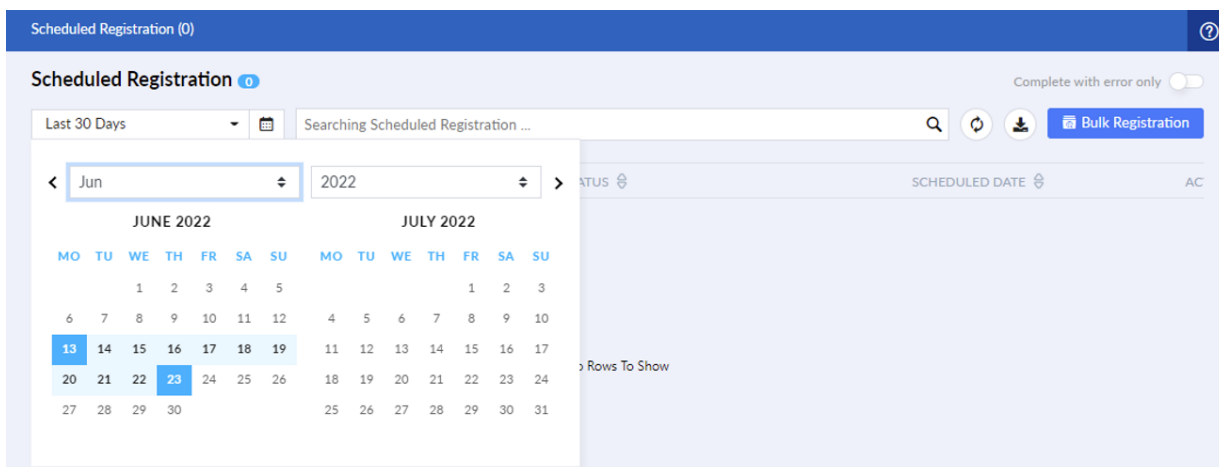 Scheduled Registration (0)
Scheduled Registration 0
Complete with error only
Last 30 Days
Searching Scheduled Registration ...
Bulk Registration
Jun
2022
ATUS
SCHEDULED DATE
AC
JUNE 2022
JULY 2022
MO TU WE TH FR SA SU MO TU WE TH FR SA SU
1 2 3 4 5 1 2 3
6 7 8 9 10 11 12 4 5 6 7 8 9 10
13 14 15 16 17 18 19 11 12 13 14 15 16 17
Rows To Show
20 21 22 23 24 25 26 18 19 20 21 22 23 24
27 28 29 30 25 26 27 28 29 30 31